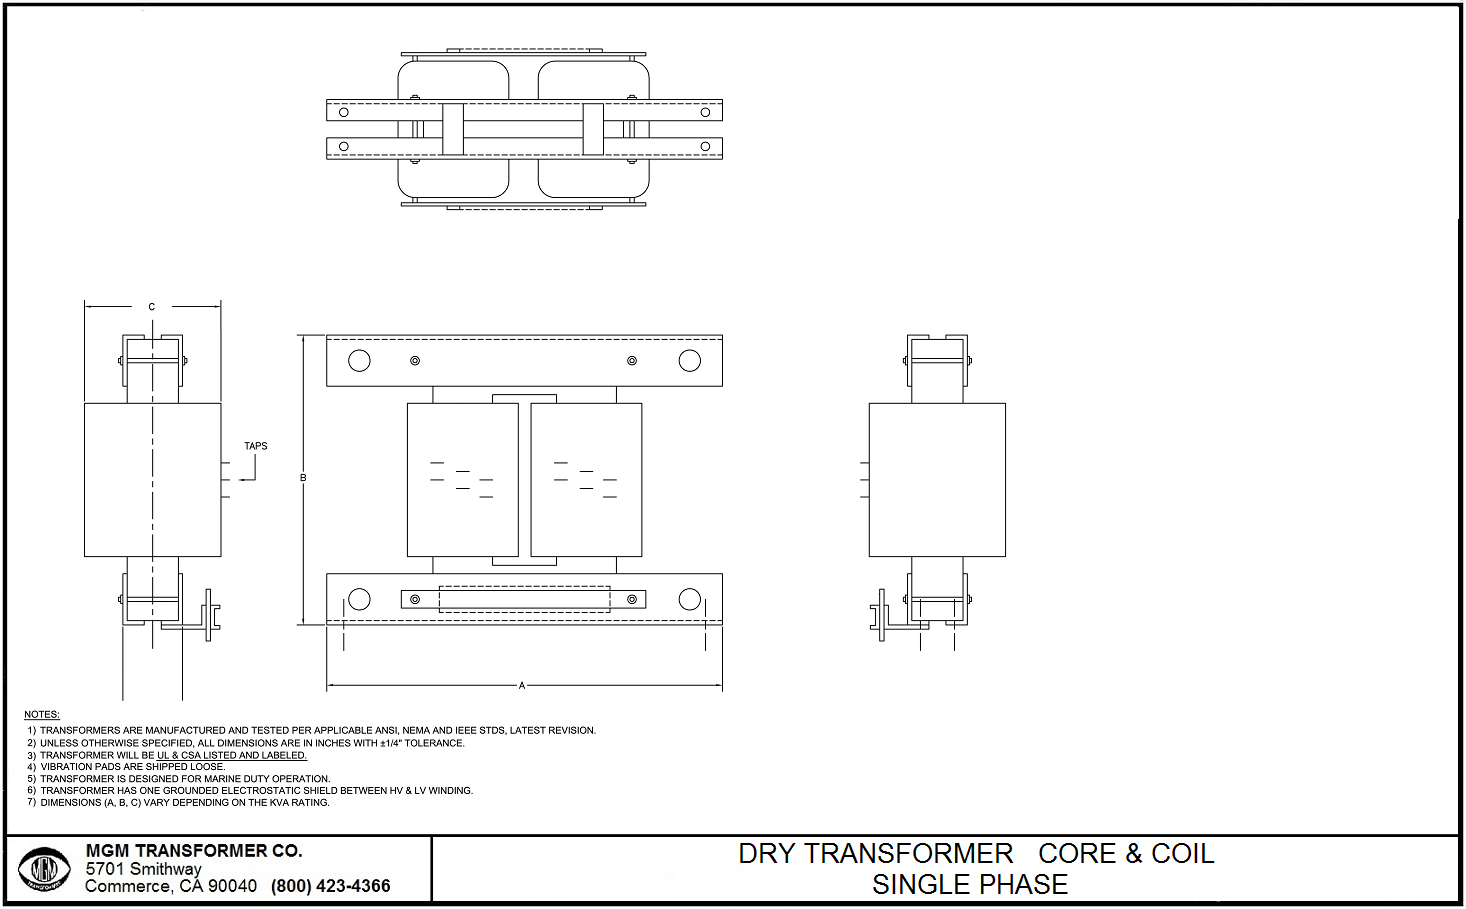 C
TAPS
B
A
NOTES:
1) TRANSFORMERS ARE MANUFACTURED AND TESTED PER APPLICABLE ANSI, NEMA AND IEEE STDS, LATEST REVISION.
2) UNLESS OTHERWISE SPECIFIED, ALL DIMENSIONS ARE IN INCHES WITH ±1/4" TOLERANCE.
3) TRANSFORMER WILL BE UL & CSA LISTED AND LABELED.
4) VIBRATION PADS ARE SHIPPED LOOSE.
5) TRANSFORMER IS DESIGNED FOR MARINE DUTY OPERATION.
6) TRANSFORMER HAS ONE GROUNDED ELECTROSTATIC SHIELD BETWEEN HV & LV WINDING.
7) DIMENSIONS (A, B, C) VARY DEPENDING ON THE KVA RATING.
MGM
TRANSFORMER
MGM TRANSFORMER CO.
5701 Smithway
Commerce, CA 90040 (800) 423-4366
DRY TRANSFORMER CORE & COIL
SINGLE PHASE